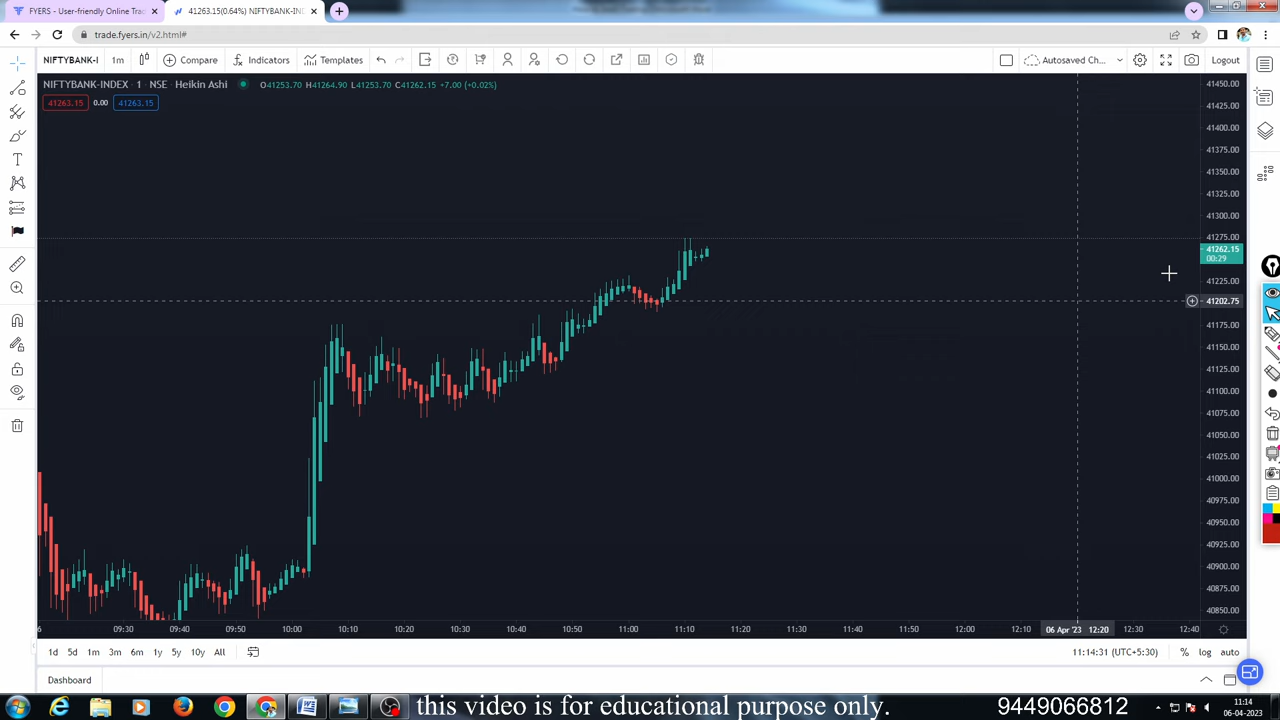 FYERS - User-friendly Online Trad
41263.15(0.64%) NIFTYBANK-IND
trade.fyers.in/v2.html#
NIFTYBANK-I 1m Compare Indicators Templates Autosaved Ch... Logout
NIFTYBANK-INDEX 1 NSE Heikin Ashi O41253.70 H41264.90 L41253.70 C41262.15 +7.00 (+0.02%)
41263.15 0.00 41263.15
41450.00
41425.00
41400.00
41375.00
41350.00
41325.00
41300.00
41275.00
41262.15
00:29
41225.00
41202.75
41175.00
41150.00
41125.00
41100.00
41075.00
41050.00
41025.00
41000.00
40975.00
40950.00
40925.00
40900.00
40875.00
40850.00
6 09:30 09:40 09:50 10:00 10:10 10:20 10:30 10:40 10:50 11:00 11:10 11:20 11:30 11:40 11:50 12:00 12:10 06 Apr '23 12:20 12:30 12:40
1d 5d 1m 3m 6m 1y 5y 10y All 11:14:31 (UTC+5:30) % log auto
Dashboard
this video is for educational purpose only. 9449066812
11:14
06-04-2023